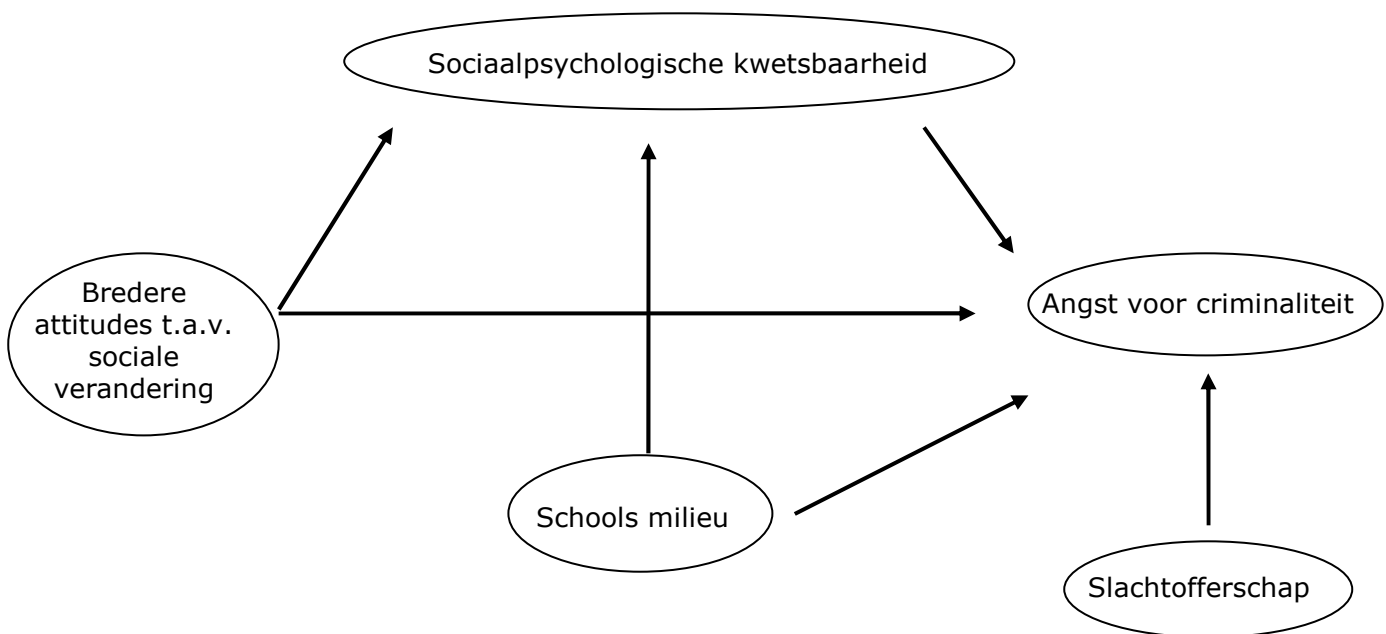 Sociaalpsychologische kwetsbaarheid
Bredere
attitudes t.a.v.
sociale
verandering
Angst voor criminaliteit
Schools milieu
Slachtofferschap